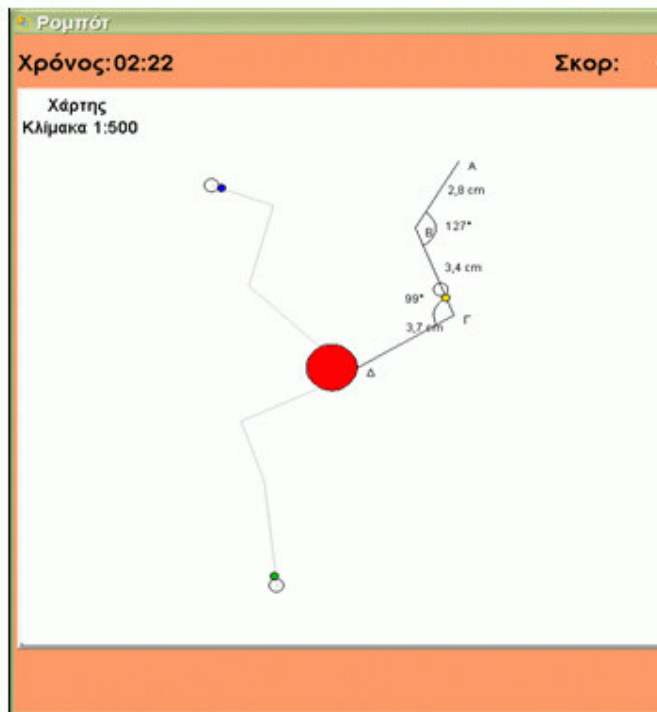 Ρομπότ
Χρόνος:02:22
Σκορ:
Χάρτης
Κλίμακα 1:500
A
2,8 cm
B
127°
3,4 cm
99°
Γ
3,7 cm
Δ